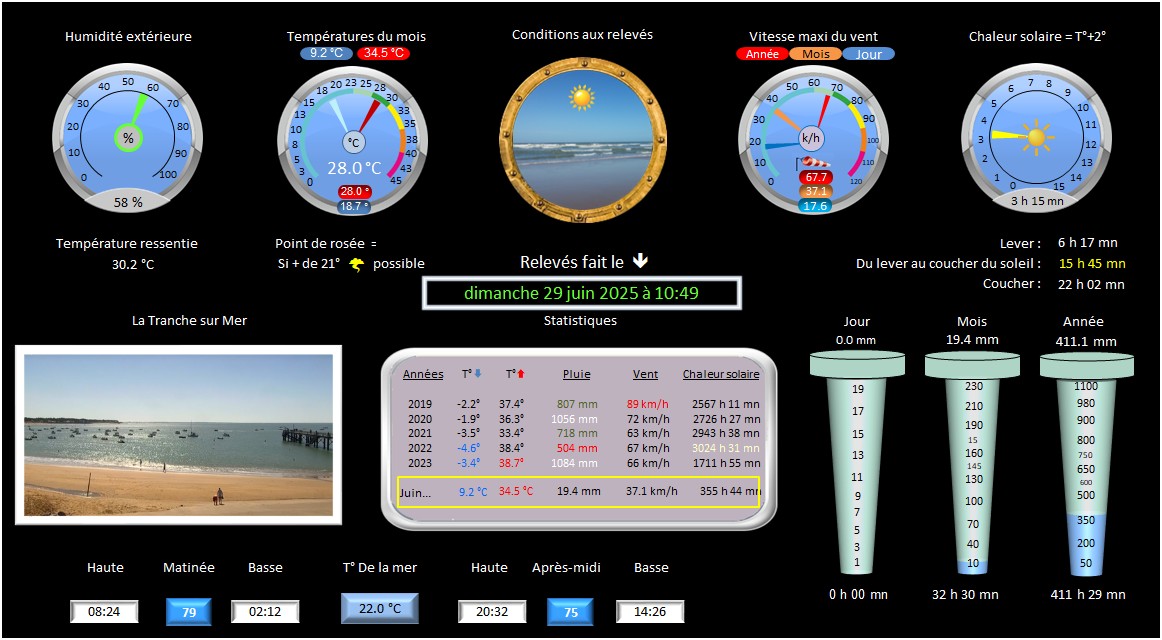 Humidité extérieure
0 10 20 30 40 50 60 70 80 90 100
%
58 %
Températures du mois
9.2 °C 34.5 °C
0 3 5 8 10 13 15 18 20 23 25 28 30 33 35 38 40 43 45
°C
28.0 °C
28.0 °
18.7 °
Conditions aux relevés
Vitesse maxi du vent
Année Mois Jour
0 10 20 30 40 50 60 70 80 90 100 110 120
k/h
67.7
37.1
17.6
Chaleur solaire = T°+2°
0 1 2 3 4 5 6 7 8 9 10 11 12 13 14 15
3 h 15 mn
Température ressentie
30.2 °C
Point de rosée =
Si + de 21° possible
Relevés fait le
dimanche 29 juin 2025 à 10:49
Lever : 6 h 17 mn
Du lever au coucher du soleil : 15 h 45 mn
Coucher : 22 h 02 mn
La Tranche sur Mer
Statistiques
Années T° T° Pluie Vent Chaleur solaire
2019 -2.2° 37.4° 807 mm 89 km/h 2567 h 11 mn
2020 -1.9° 36.3° 1056 mm 72 km/h 2726 h 27 mn
2021 -3.5° 33.4° 718 mm 63 km/h 2943 h 38 mn
2022 -4.6° 38.4° 504 mm 67 km/h 3024 h 31 mn
2023 -3.4° 38.7° 1084 mm 66 km/h 1711 h 55 mn
Juin... 9.2 °C 34.5 °C 19.4 mm 37.1 km/h 355 h 44 mn
Jour
0.0 mm
19
17
15
13
11
9
7
5
3
1
0 h 00 mn
Mois
19.4 mm
230
210
190
15
160
145
130
100
70
40
10
32 h 30 mn
Année
411.1 mm
1100
980
900
800
750
650
600
500
350
200
50
411 h 29 mn
Haute Matinée Basse T° De la mer Haute Après-midi Basse
08:24 79 02:12 22.0 °C 20:32 75 14:26